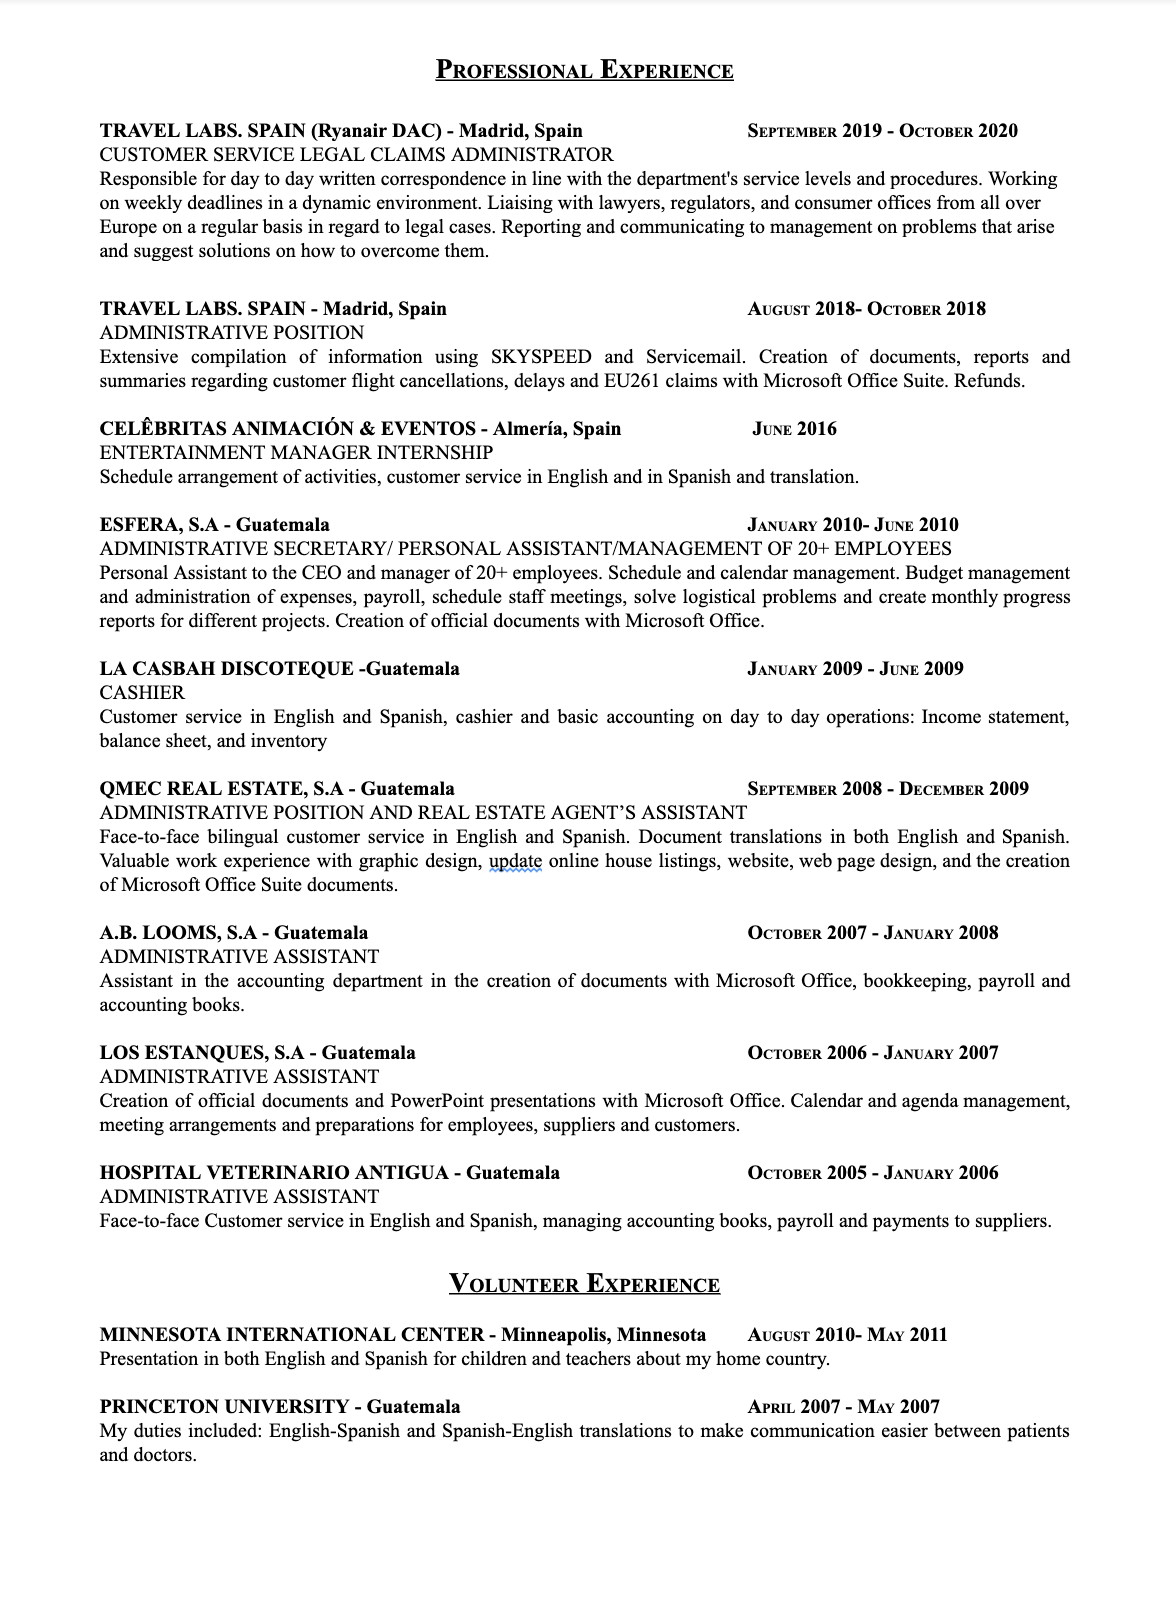 PROFESSIONAL EXPERIENCE
TRAVEL LABS. SPAIN (Ryanair DAC) - Madrid, Spain SEPTEMBER 2019 - OCTOBER 2020
CUSTOMER SERVICE LEGAL CLAIMS ADMINISTRATOR
Responsible for day to day written correspondence in line with the department's service levels and procedures. Working
on weekly deadlines in a dynamic environment. Liaising with lawyers, regulators, and consumer offices from all over
Europe on a regular basis in regard to legal cases. Reporting and communicating to management on problems that arise
and suggest solutions on how to overcome them.
TRAVEL LABS. SPAIN - Madrid, Spain AUGUST 2018- OCTOBER 2018
ADMINISTRATIVE POSITION
Extensive compilation of information using SKYSPEED and Servicemail. Creation of documents, reports and
summaries regarding customer flight cancellations, delays and EU261 claims with Microsoft Office Suite. Refunds.
CELÊBRITAS ANIMACIÓN & EVENTOS - Almería, Spain JUNE 2016
ENTERTAINMENT MANAGER INTERNSHIP
Schedule arrangement of activities, customer service in English and in Spanish and translation.
ESFERA, S.A - Guatemala JANUARY 2010- JUNE 2010
ADMINISTRATIVE SECRETARY/ PERSONAL ASSISTANT/MANAGEMENT OF 20+ EMPLOYEES
Personal Assistant to the CEO and manager of 20+ employees. Schedule and calendar management. Budget management
and administration of expenses, payroll, schedule staff meetings, solve logistical problems and create monthly progress
reports for different projects. Creation of official documents with Microsoft Office.
LA CASBAH DISCOTEQUE -Guatemala JANUARY 2009 - JUNE 2009
CASHIER
Customer service in English and Spanish, cashier and basic accounting on day to day operations: Income statement,
balance sheet, and inventory
QMEC REAL ESTATE, S.A - Guatemala SEPTEMBER 2008 - DECEMBER 2009
ADMINISTRATIVE POSITION AND REAL ESTATE AGENT’S ASSISTANT
Face-to-face bilingual customer service in English and Spanish. Document translations in both English and Spanish.
Valuable work experience with graphic design, update online house listings, website, web page design, and the creation
of Microsoft Office Suite documents.
A.B. LOOMS, S.A - Guatemala OCTOBER 2007 - JANUARY 2008
ADMINISTRATIVE ASSISTANT
Assistant in the accounting department in the creation of documents with Microsoft Office, bookkeeping, payroll and
accounting books.
LOS ESTANQUES, S.A - Guatemala OCTOBER 2006 - JANUARY 2007
ADMINISTRATIVE ASSISTANT
Creation of official documents and PowerPoint presentations with Microsoft Office. Calendar and agenda management,
meeting arrangements and preparations for employees, suppliers and customers.
HOSPITAL VETERINARIO ANTIGUA - Guatemala OCTOBER 2005 - JANUARY 2006
ADMINISTRATIVE ASSISTANT
Face-to-face Customer service in English and Spanish, managing accounting books, payroll and payments to suppliers.
VOLUNTEER EXPERIENCE
MINNESOTA INTERNATIONAL CENTER - Minneapolis, Minnesota AUGUST 2010- MAY 2011
Presentation in both English and Spanish for children and teachers about my home country.
PRINCETON UNIVERSITY - Guatemala APRIL 2007 - MAY 2007
My duties included: English-Spanish and Spanish-English translations to make communication easier between patients
and doctors.